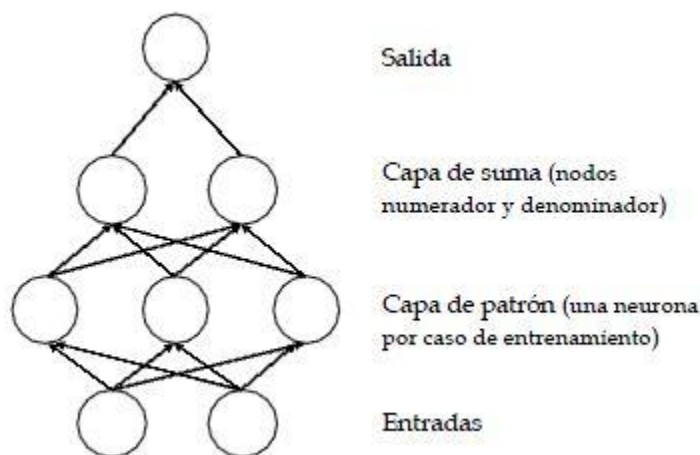 Salida
Capa de suma (nodos
numerador y denominador)
Capa de patrón (una neurona
por caso de entrenamiento)
Entradas